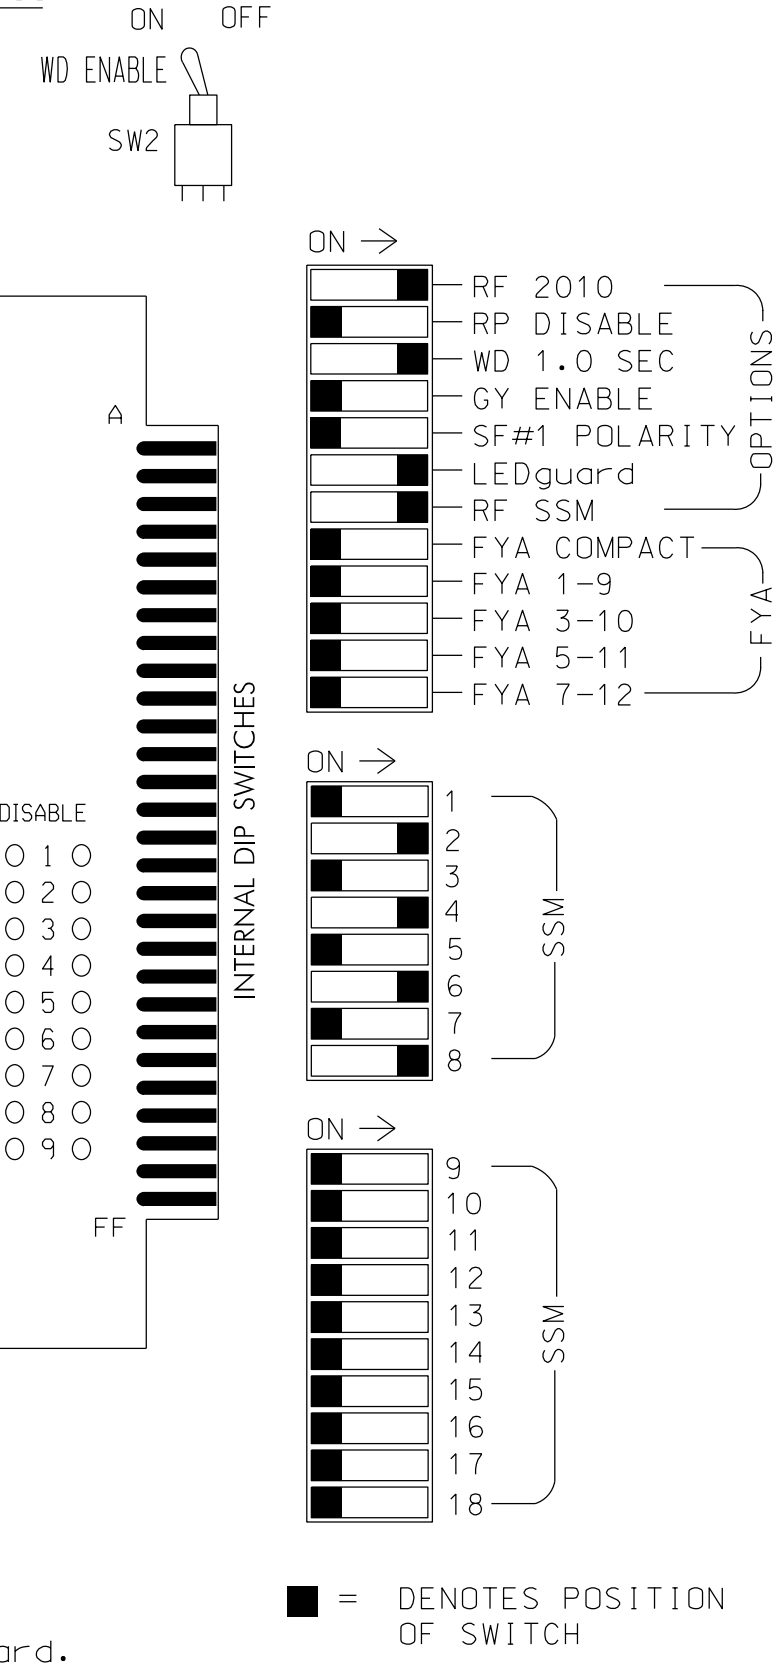 ON OFF
WD ENABLE
SW2
ON →
RF 2010
RP DISABLE
WD 1.0 SEC
GY ENABLE
SF#1 POLARITY
LEDguard
RF SSM
OPTIONS
FYA COMPACT
FYA 1-9
FYA 3-10
FYA 5-11
FYA 7-12
FYA
A
FF
INTERNAL DIP SWITCHES
DISABLE
1
2
3
4
5
6
7
8
9
ON →
1
2
3
4
5
6
7
8
SSM
ON →
9
10
11
12
13
14
15
16
17
18
SSM
= DENOTES POSITION
OF SWITCH
ard.